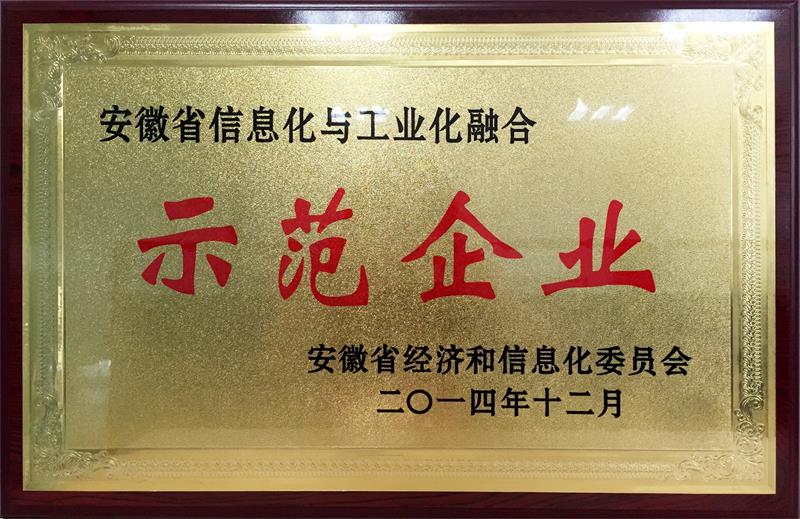 安徽省信息化与工业化融合
示范企业
安徽省经济和信息化委员会
二〇一四年十二月